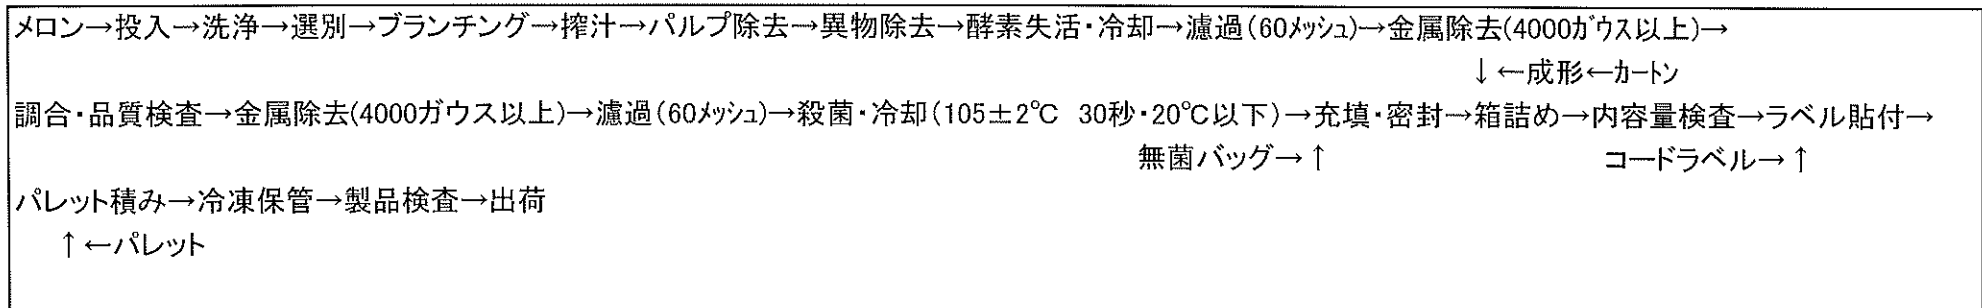 メロン→投入→洗浄→選別→ブランチング→搾汁→パルプ除去→異物除去→酵素失活・冷却→濾過(60メッシュ)→金属除去(4000ガウス以上)→
↓←成形←カートン
調合・品質検査→金属除去(4000ガウス以上)→濾過(60メッシュ)→殺菌・冷却(105±2℃ 30秒・20℃以下)→充填・密封→箱詰め→内容量検査→ラベル貼付→
無菌バッグ→↑ コードラベル→↑
パレット積み→冷凍保管→製品検査→出荷
↑←パレット